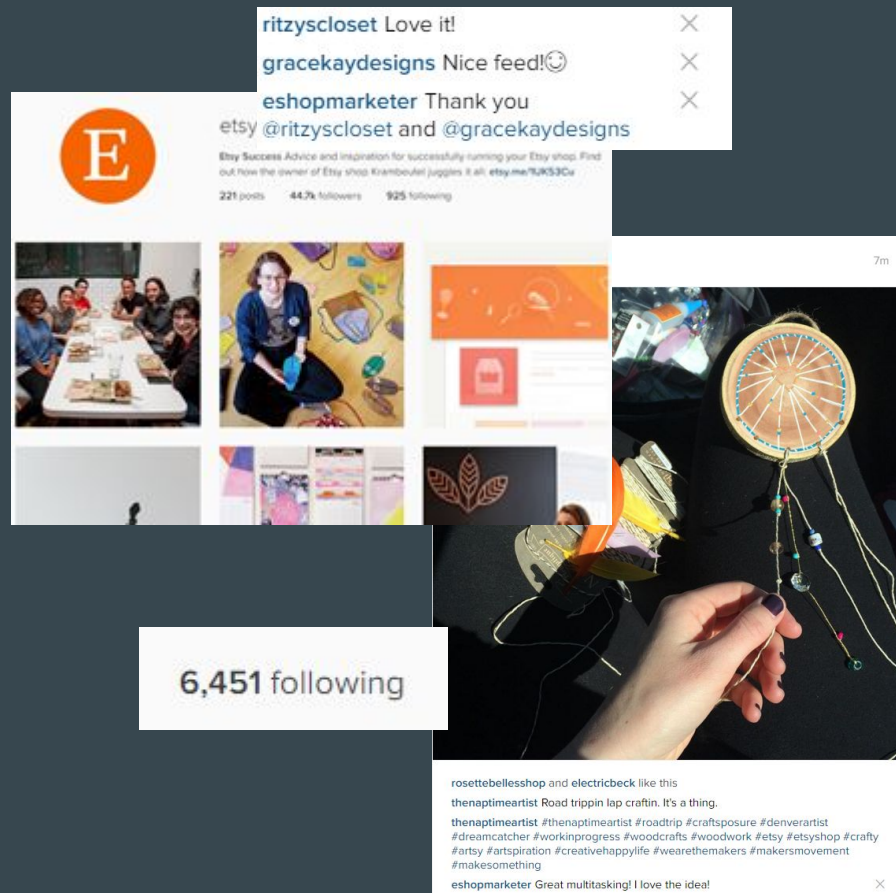 ritzyscloset Love it!
gracekaydesigns Nice feed!
eshopmarketer Thank you
@ritzyscloset and @gracekaydesigns
E
etsy
Etsy Success Advice and inspiration for successfully running your Etsy shop. Find
out how the owner of Etsy shop Kramboutei juggles it all: etsy.me/1UKS3Cu
221 posts 44.7k followers 925 following
7m
6,451 following
rosettebellesshop and electricbeck like this
thenaptimeartist Road trippin lap craftin. It's a thing.
thenaptimeartist #thenaptimeartist #roadtrip #craftsposure #denverartist
#dreamcatcher #workinprogress #woodcrafts #woodwork #etsy #etsyshop #crafty
#artsy #artspiration #creativehappylife #wearethemakers #makersmovement
#makesomething
eshopmarketer Great multitasking! I love the idea!